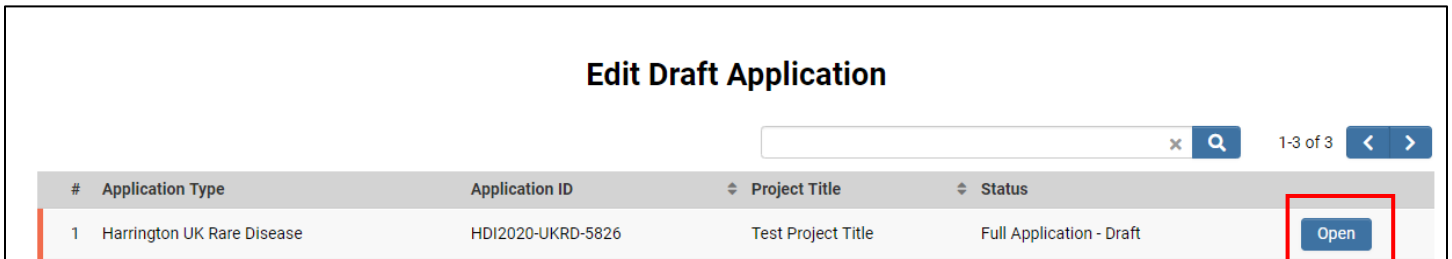 Edit Draft Application
1-3 of 3
# Application Type Application ID Project Title Status
1 Harrington UK Rare Disease HDI2020-UKRD-5826 Test Project Title Full Application - Draft Open